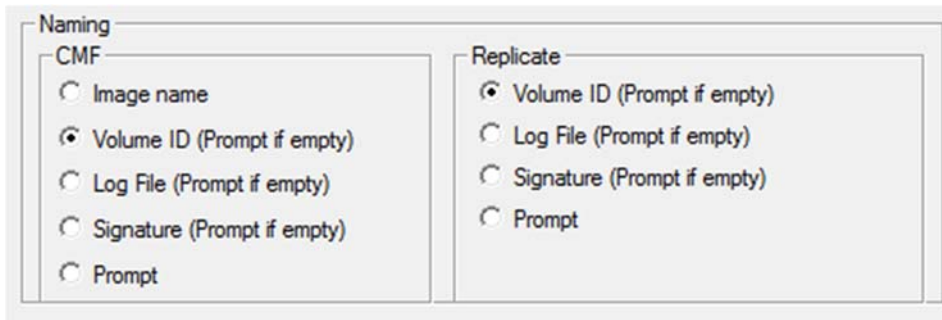 Naming
CMF
Image name
Volume ID (Prompt if empty)
Log File (Prompt if empty)
Signature (Prompt if empty)
Prompt
Replicate
Volume ID (Prompt if empty)
Log File (Prompt if empty)
Signature (Prompt if empty)
Prompt